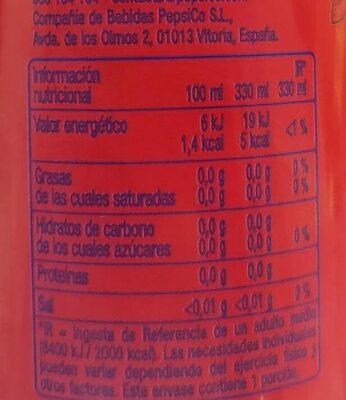 Compañía de Bebidas PepsiCo S.L.,
Avda. de los Olmos 2, 01013 Vitoria, España.
Información nutricional 100 ml 330 ml IR* 330 ml
Valor energético 6 kJ 19 kJ <1 %
1,4 kcal 5 kcal
Grasas 0,0 g 0,0 g 0 %
de las cuales saturadas 0,0 g 0,0 g 0 %
Hidratos de carbono 0,0 g 0,0 g 0 %
de los cuales azúcares 0,0 g 0,0 g
Proteínas 0,0 g 0,0 g
Sal <0,01 g <0,01 g 0 %
*IR = Ingesta de Referencia de un adulto medio
(8400 kJ / 2000 kcal). Las necesidades individuales
pueden variar dependiendo del ejercicio físico y
otros factores. Este envase contiene 1 porción.